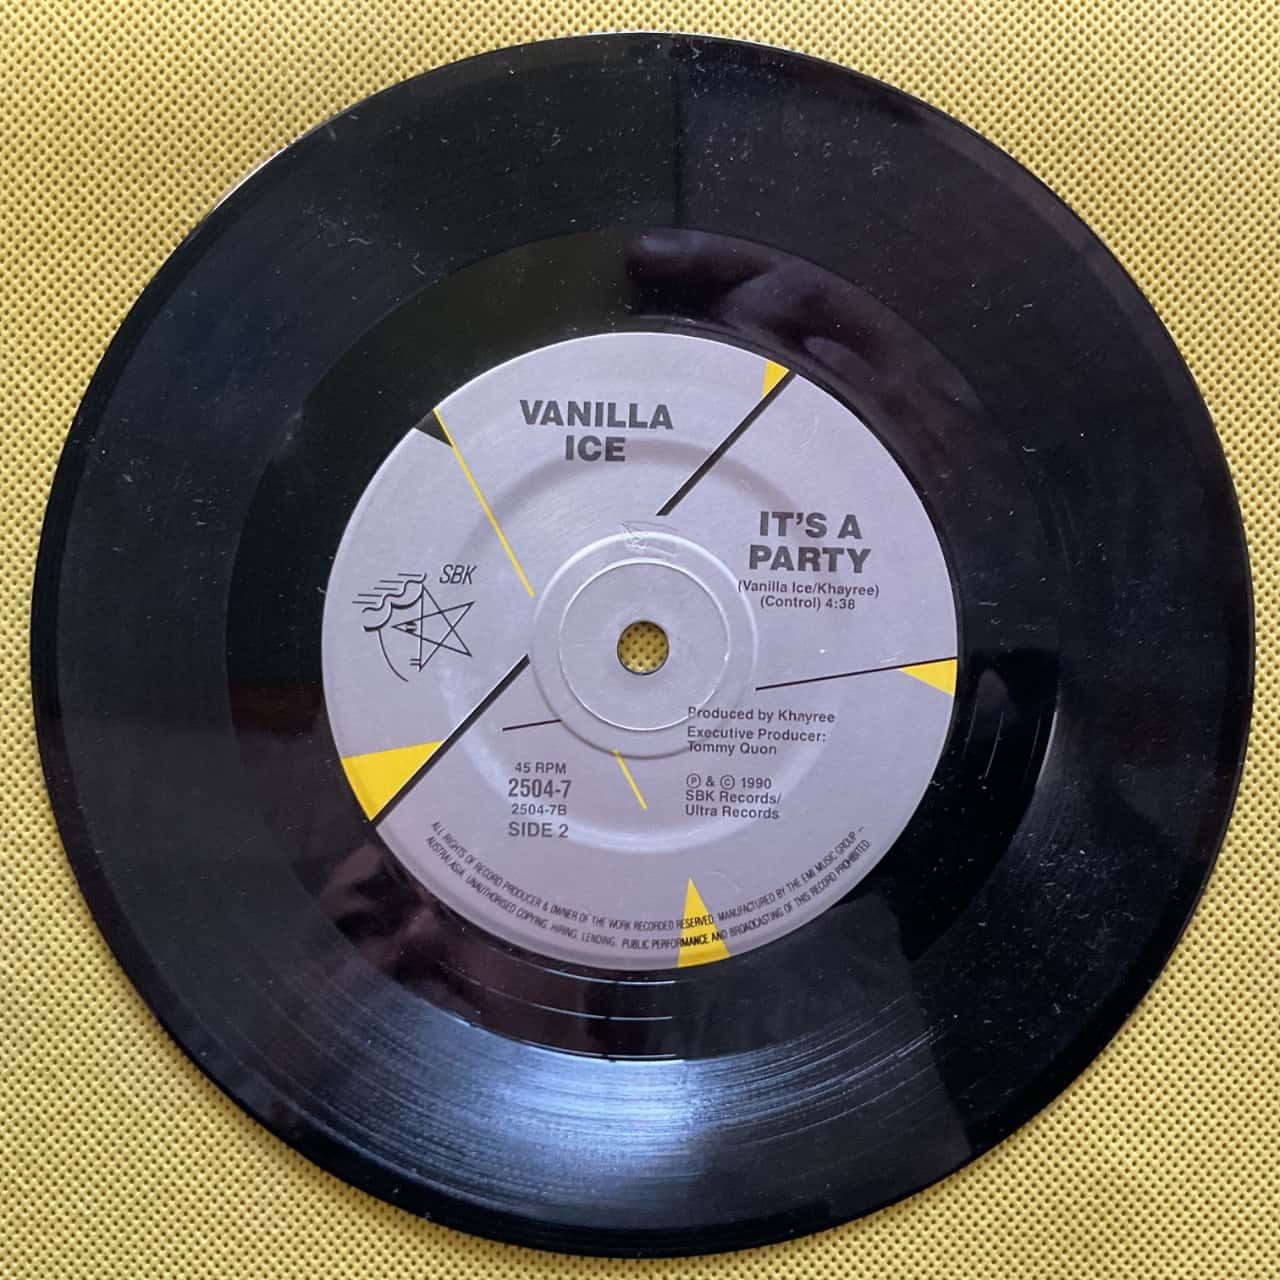 VANILLA
ICE
IT'S A
PARTY
(Vanilla Ice/Khayree)
(Control) 4:38
SBK
Produced by Khayree
Executive Producer:
Tommy Quon
45 RPM
2504-7
2504-7B
SIDE 2
Ⓟ & © 1990
SBK Records/
Ultra Records
ALL RIGHTS OF RECORD PRODUCER & OWNER OF THE WORK RECORDED RESERVED. MANUFACTURED BY THE EMI MUSIC GROUP –
AUSTRALASIA. UNAUTHORISED COPYING, HIRING, LENDING, PUBLIC PERFORMANCE AND BROADCASTING OF THIS RECORD PROHIBITED.